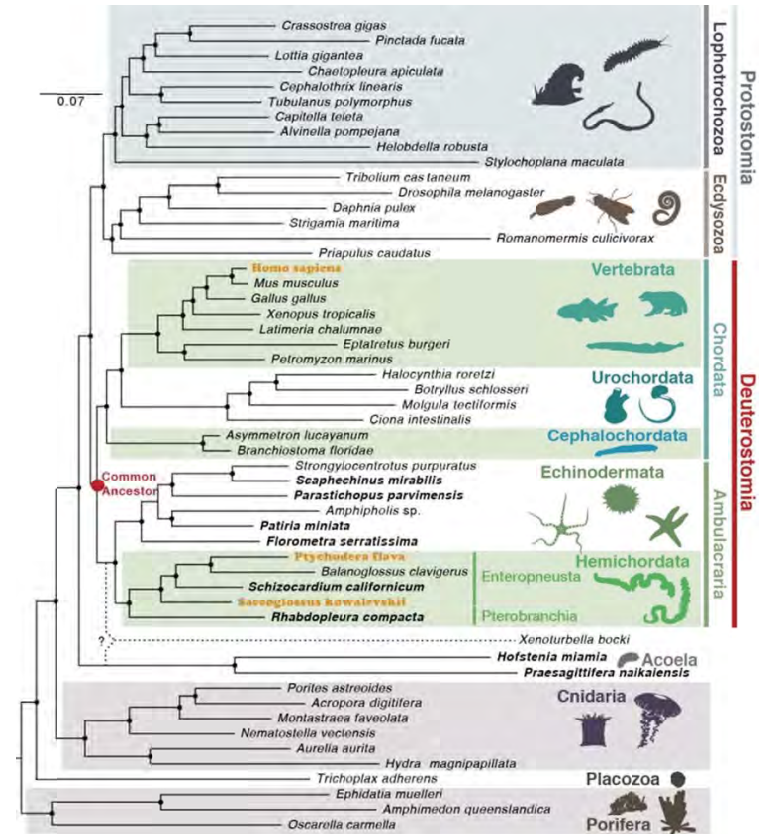 Crassostrea gigas
Pinctada fucata
Lottia gigantea
Chaetopleura apiculata
Cephalothrix linearis
Tubulanus polymorphus
Capitella teleta
Alvinella pompejana
Helobdella robusta
Stylochoplana maculata
Lophotrochozoa
Protostomia
0.07
Tribolium castaneum
Drosophila melanogaster
Daphnia pulex
Strigamia maritima
Romanomermis culicivorax
Priapulus caudatus
Ecdysozoa
Homo sapiens
Mus musculus
Gallus gallus
Xenopus tropicalis
Latimeria chalumnae
Eptatretus burgeri
Petromyzon marinus
Vertebrata
Chordata
Deuterostomia
Halocynthia roretzi
Botryllus schlosseri
Molgula tectiformis
Ciona intestinalis
Urochordata
Asymmetron lucayanum
Branchiostoma floridae
Cephalochordata
Common
Ancestor
Strongylocentrotus purpuratus
Scaphechinus mirabilis
Parastichopus parvimensis
Amphipholis sp.
Patiria miniata
Florometra serratissima
Echinodermata
Ambulacraria
Ptychodera flava
Balanoglossus clavigerus
Schizocardium californicum
Saccoglossus kowalevskii
Rhabdopleura compacta
Hemichordata
Enteropneusta
Pterobranchia
?
Xenoturbella bocki
Hofstenia miamia
Praesagittifera naikaiensis
Acoela
Porites astreoides
Acropora digitifera
Montastraea faveolata
Nematostella veciensis
Aurelia aurita
Hydra magnipapillata
Cnidaria
Trichoplax adherens
Placozoa
Ephidatia muelleri
Amphimedon queenslandica
Oscarella carmella
Porifera